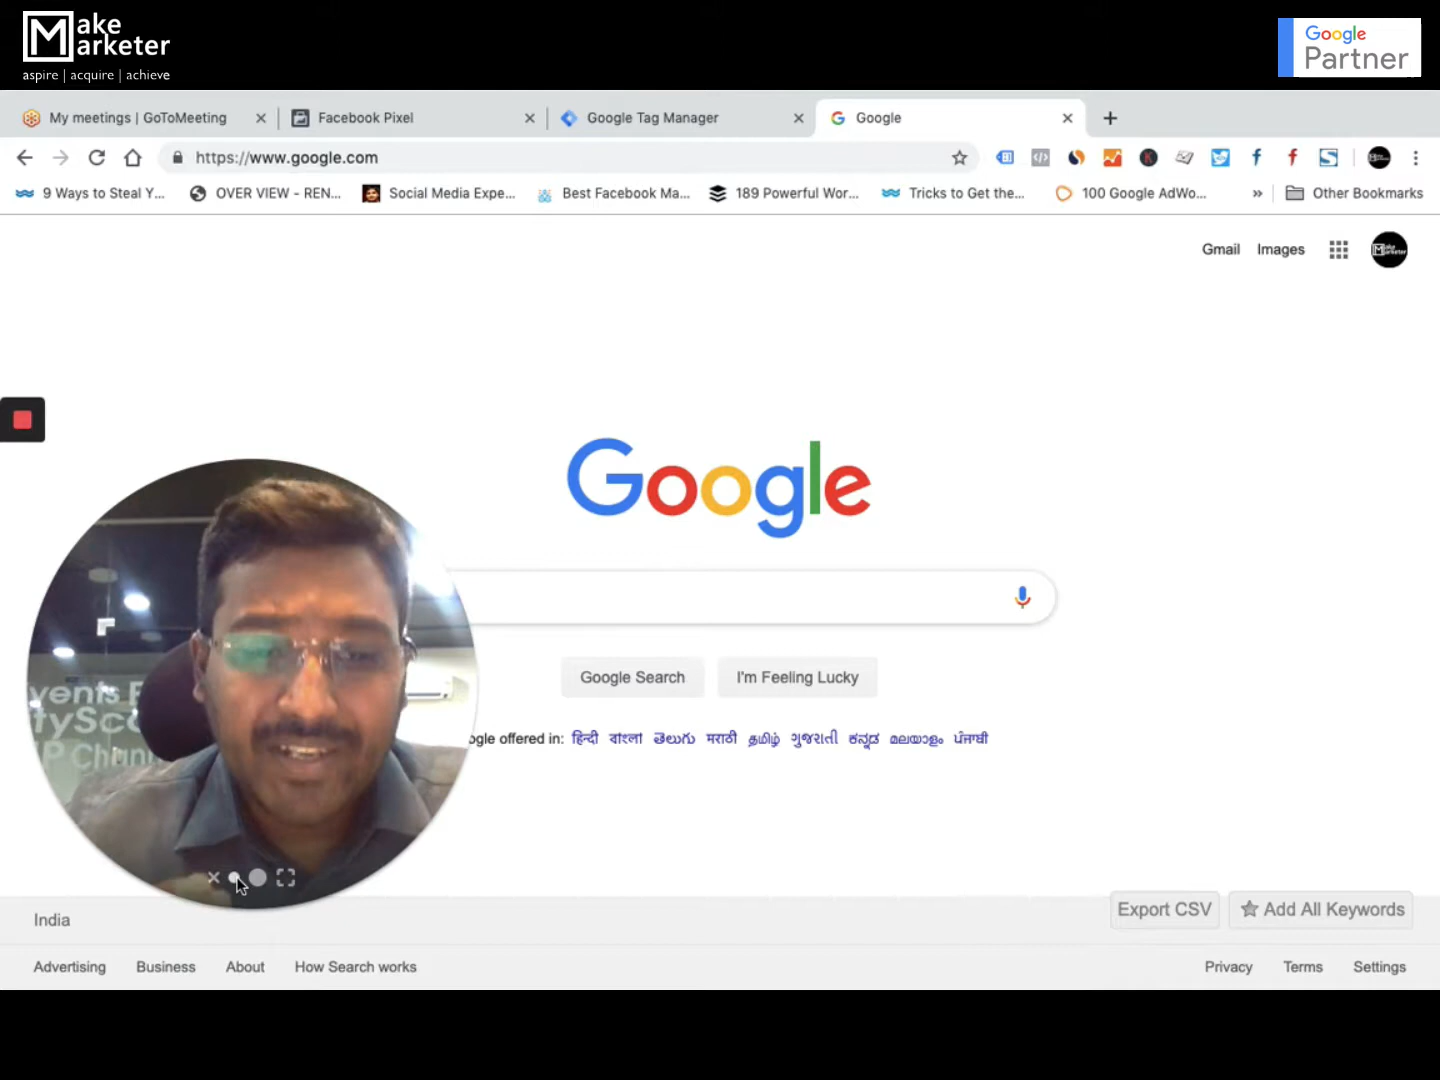 Make
Marketer
aspire | acquire | achieve
Google
Partner
My meetings | GoToMeeting
Facebook Pixel
Google Tag Manager
Google
https://www.google.com
9 Ways to Steal Y...
OVER VIEW - REN...
Social Media Expe...
Best Facebook Ma...
189 Powerful Wor...
Tricks to Get the...
100 Google AdWo...
Other Bookmarks
Gmail
Images
Google
Google Search
I'm Feeling Lucky
ogle offered in: हिन्दी বাংলা తెలుగు मराठी தமிழ் ગુજરાતી ಕನ್ನಡ മലയാളം ਪੰਜਾਬੀ
India
Export CSV
Add All Keywords
Advertising
Business
About
How Search works
Privacy
Terms
Settings